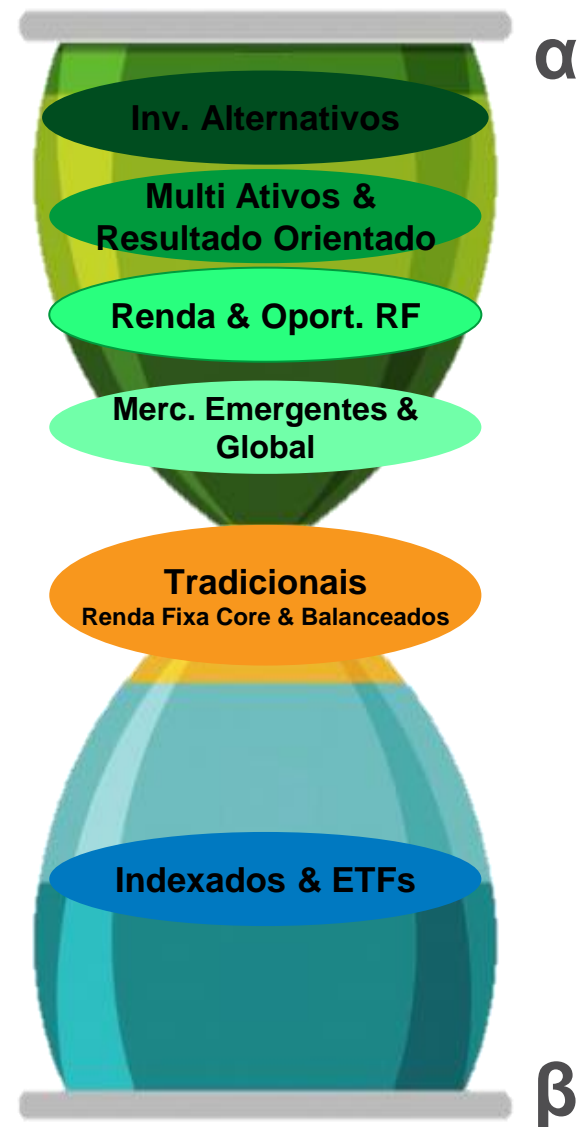 α
Inv. Alternativos
Multi Ativos &
Resultado Orientado
Renda & Oport. RF
Merc. Emergentes &
Global
Tradicionais
Renda Fixa Core & Balanceados
Indexados & ETFs
β